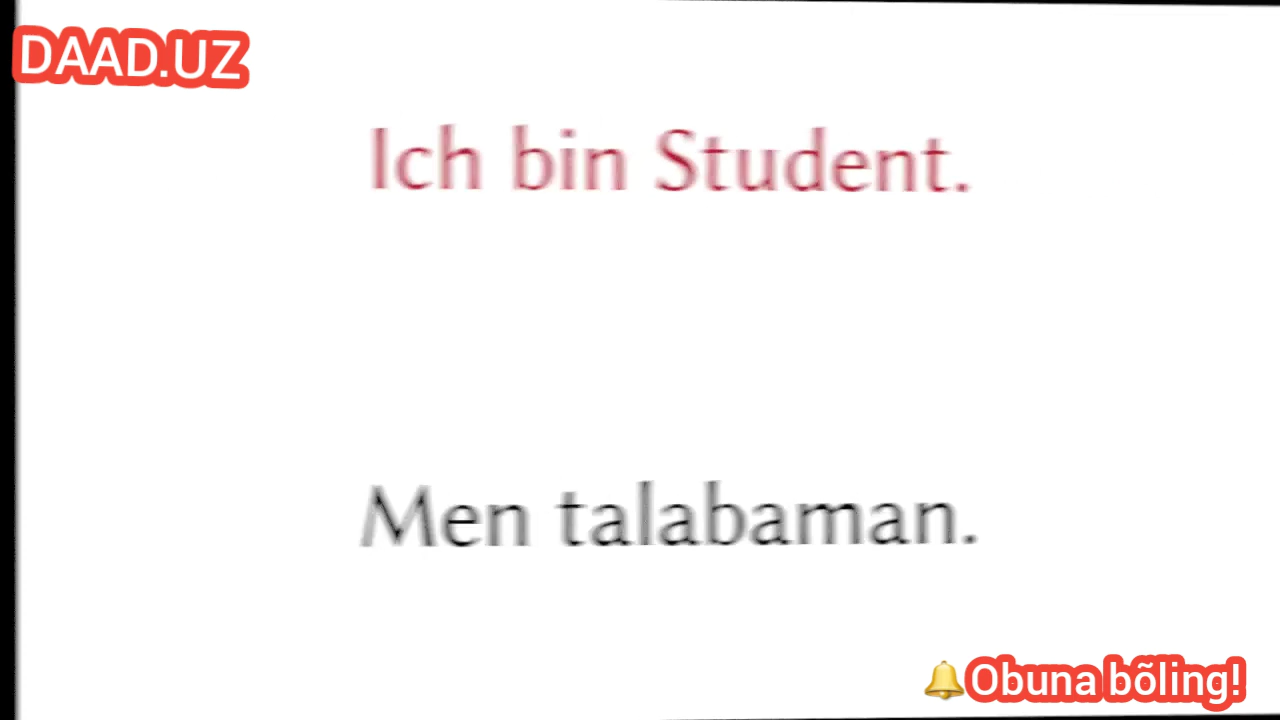 DAAD.UZ
Ich bin Student.
Men talabaman.
🔔Obuna bõling!